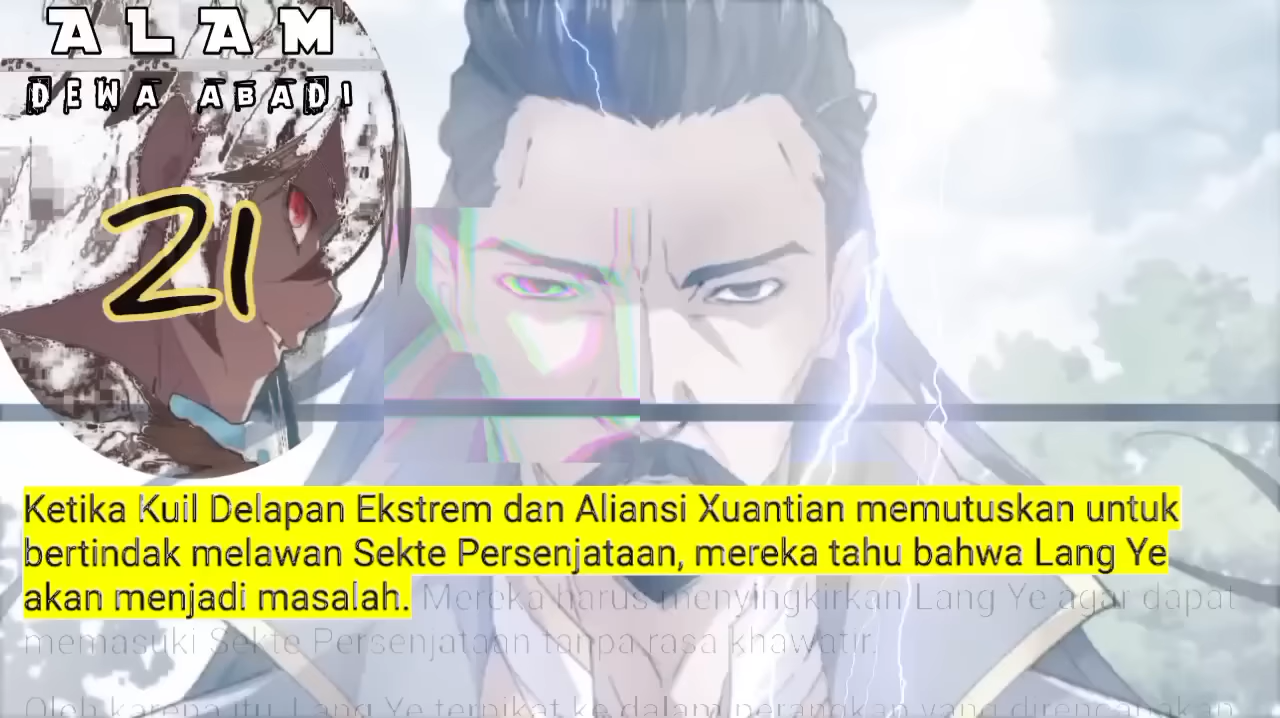 ALAM
DEWA ABADI
21
Ketika Kuil Delapan Ekstrem dan Aliansi Xuantian memutuskan untuk
bertindak melawan Sekte Persenjataan, mereka tahu bahwa Lang Ye
akan menjadi masalah. Mereka harus menyingkirkan Lang Ye agar dapat
memasuki Sekte Persenjataan tanpa rasa khawatir.
Oleh karena itu, Lang Ye terpikat ke dalam perangkap yang direncanakan